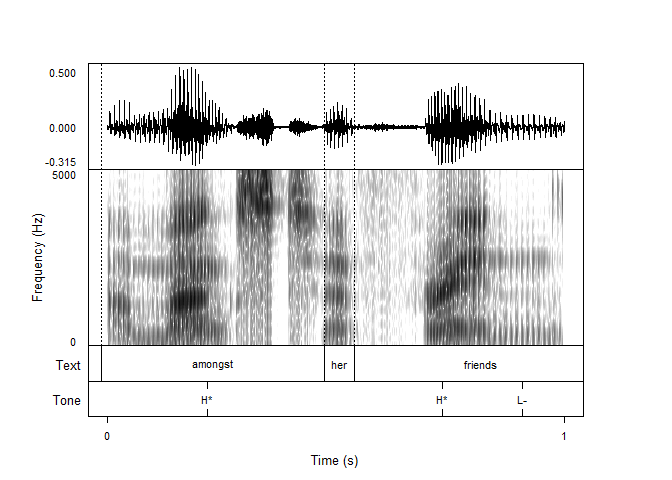 0.500
0.000
-0.315
5000
Frequency (Hz)
0
Text amongst her friends
Tone H* H* L-
0 1
Time (s)